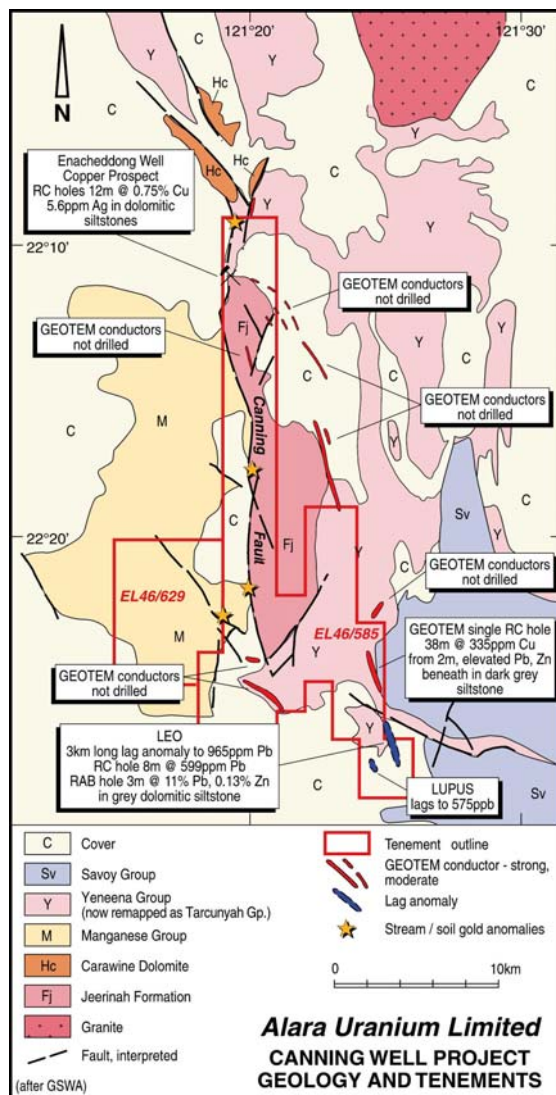 121°20'
121°30'
Y
C
Y
C
Hc
N
C
Y
Enacheddong Well
Copper Prospect
RC holes 12m @ 0.75% Cu
5.6ppm Ag in dolomitic
siltstones
Hc
Hc
Y
C
Y
22°10'
GEOTEM conductors
not drilled
GEOTEM conductors
not drilled
Fj
C
Y
Y
C
GEOTEM conductors
not drilled
M
C
C
Y
Canning
Fault
Sv
Y
C
22°20'
C
Fj
Y
C
GEOTEM conductors
not drilled
EL46/629
EL46/585
M
Y
GEOTEM single RC hole
38m @ 335ppm Cu
from 2m, elevated Pb, Zn
beneath in dark grey
siltstone
GEOTEM conductors
not drilled
LEO
3km long lag anomaly to 965ppm Pb
RC hole 8m @ 599ppm Pb
RAB hole 3m @ 11% Pb, 0.13% Zn
in grey dolomitic siltstone
Y
C
C
LUPUS
lags to 575ppb
Sv
C Cover
Sv Savoy Group
Y Yeneena Group
(now remapped as Tarcunyah Gp.)
M Manganese Group
Hc Carawine Dolomite
Fj Jeerinah Formation
Granite
Fault, interpreted
(after GSWA)
Tenement outline
GEOTEM conductor - strong,
moderate
Lag anomaly
Stream / soil gold anomalies
0 10km
Alara Uranium Limited
CANNING WELL PROJECT
GEOLOGY AND TENEMENTS